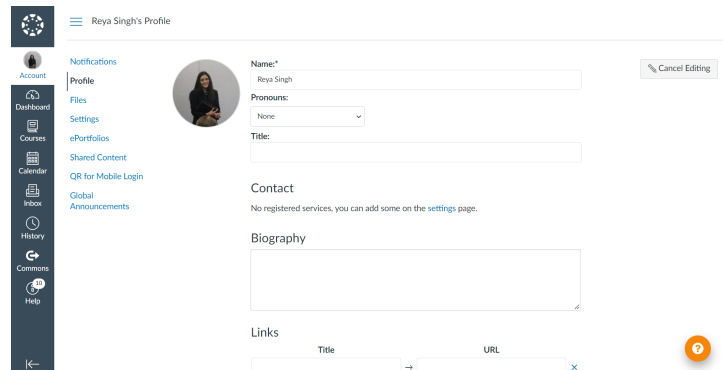 Reya Singh's Profile
Account
Dashboard
Courses
Calendar
Inbox
History
Commons
10
Help
Notifications
Profile
Files
Settings
ePortfolios
Shared Content
QR for Mobile Login
Global
Announcements
Name:*
Reya Singh
Pronouns:
None
Title:
Cancel Editing
Contact
No registered services, you can add some on the settings page.
Biography
Links
Title
URL
→
×
?